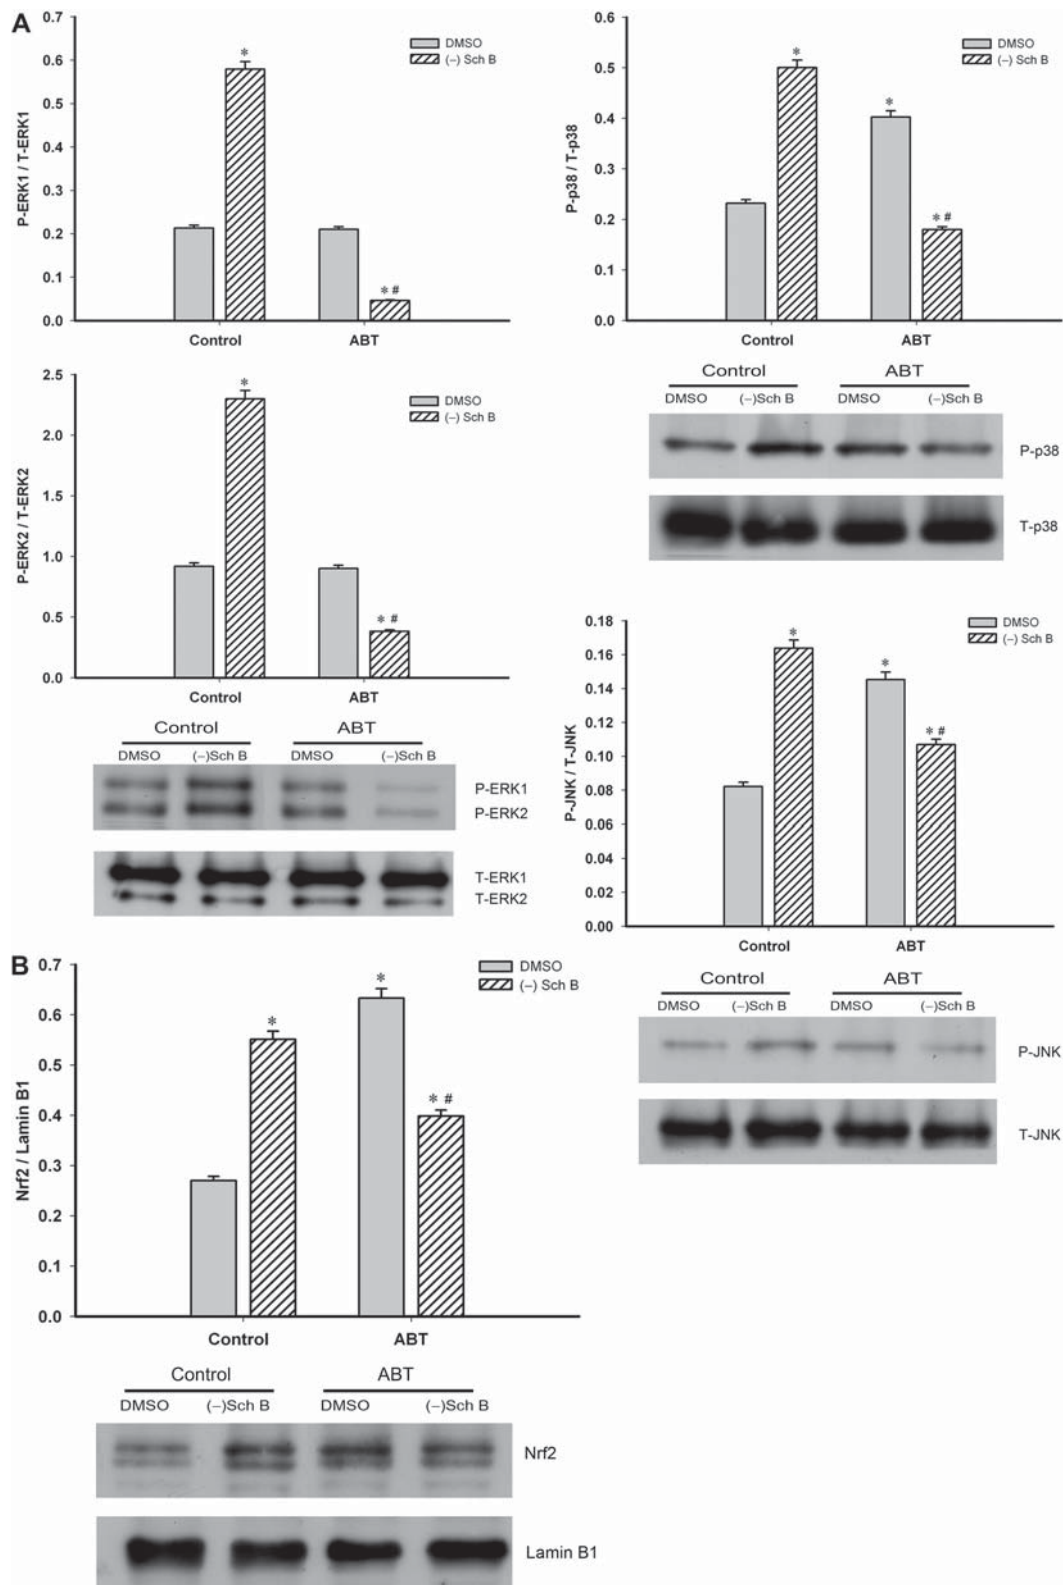 A
0.7
0.6
0.5
0.4
0.3
0.2
0.1
0.0
P-ERK1 / T-ERK1
DMSO
(−) Sch B
*
* #
Control ABT
0.6
0.5
0.4
0.3
0.2
0.1
0.0
P-p38 / T-p38
DMSO
(−) Sch B
*
*
* #
Control ABT
2.5
2.0
1.5
1.0
0.5
0.0
P-ERK2 / T-ERK2
DMSO
(−) Sch B
*
* #
Control ABT
Control ABT
DMSO (−)Sch B DMSO (−)Sch B
P-ERK1
P-ERK2
T-ERK1
T-ERK2
Control ABT
DMSO (−)Sch B DMSO (−)Sch B
P-p38
T-p38
0.18
0.16
0.14
0.12
0.10
0.08
0.06
0.04
0.02
0.00
P-JNK / T-JNK
DMSO
(−) Sch B
*
*
* #
Control ABT
Control ABT
DMSO (−)Sch B DMSO (−)Sch B
P-JNK
T-JNK
B
0.7
0.6
0.5
0.4
0.3
0.2
0.1
0.0
Nrf2 / Lamin B1
DMSO
(−) Sch B
*
*
* #
Control ABT
Control ABT
DMSO (−)Sch B DMSO (−)Sch B
Nrf2
Lamin B1